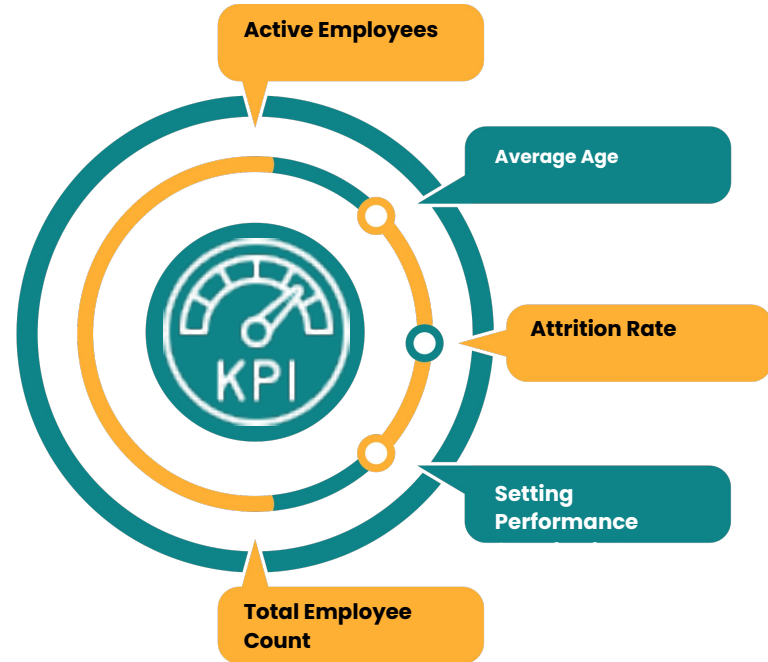 Active Employees
Average Age
Attrition Rate
KPI
Setting
Performance
Total Employee
Count